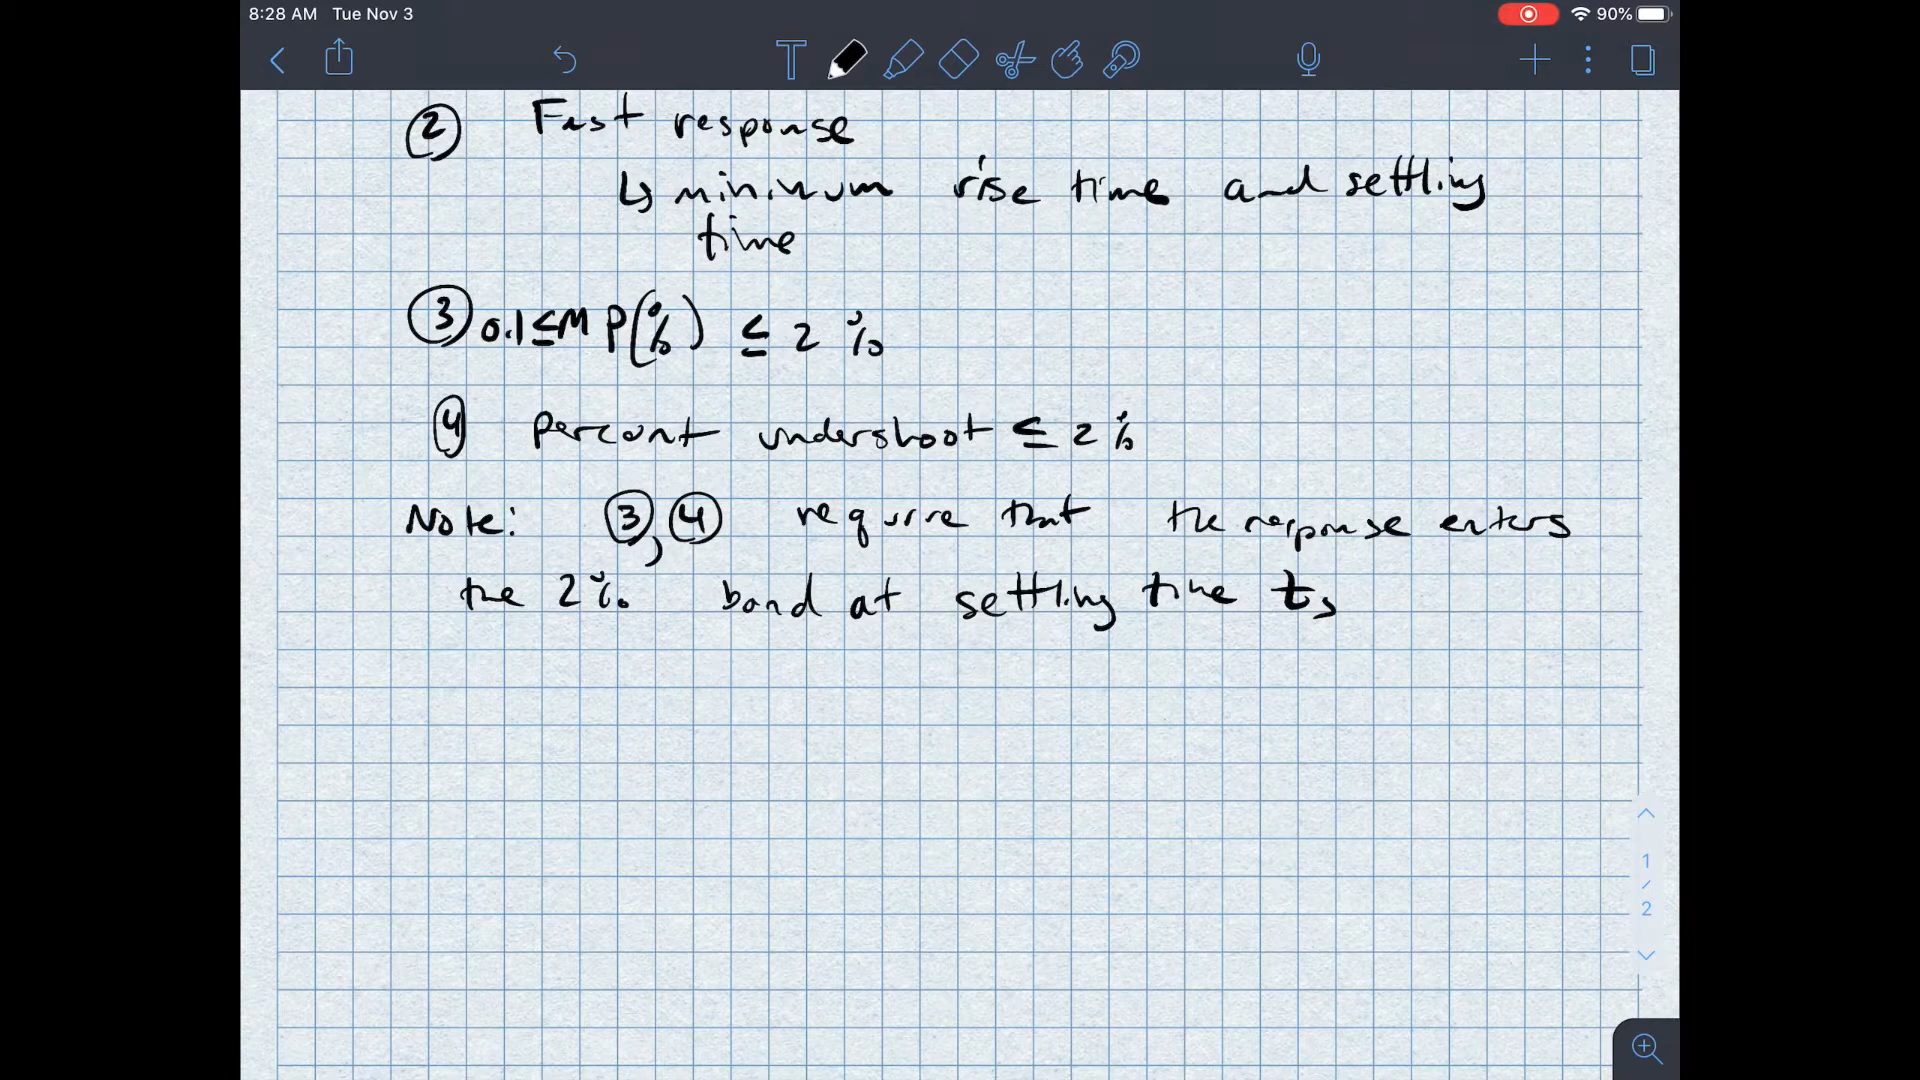 8:28 AM Tue Nov 3
90%
② Fast response
↳ minimum rise time and settling
time
③ 0.1 ≤ MP(%) ≤ 2 %
④ percent undershoot ≤ 2 %
Note: ③, ④ require that the response enters
the 2% band at settling time ts
1
/
2